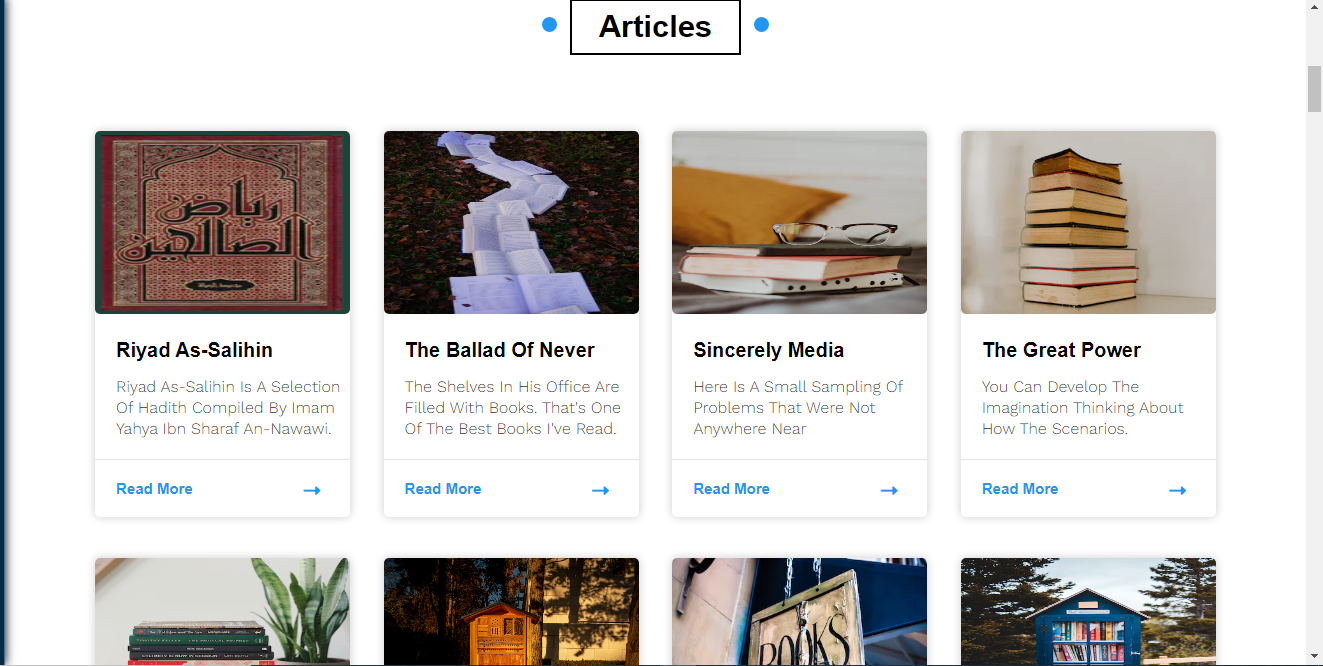 Articles
رياض
الصالحين
Riyad As-Salihin
Riyad As-Salihin Is A Selection
Of Hadith Compiled By Imam
Yahya Ibn Sharaf An-Nawawi.
Read More
The Ballad Of Never
The Shelves In His Office Are
Filled With Books. That's One
Of The Best Books I've Read.
Read More
Sincerely Media
Here Is A Small Sampling Of
Problems That Were Not
Anywhere Near
Read More
The Great Power
You Can Develop The
Imagination Thinking About
How The Scenarios.
Read More
BOOKS